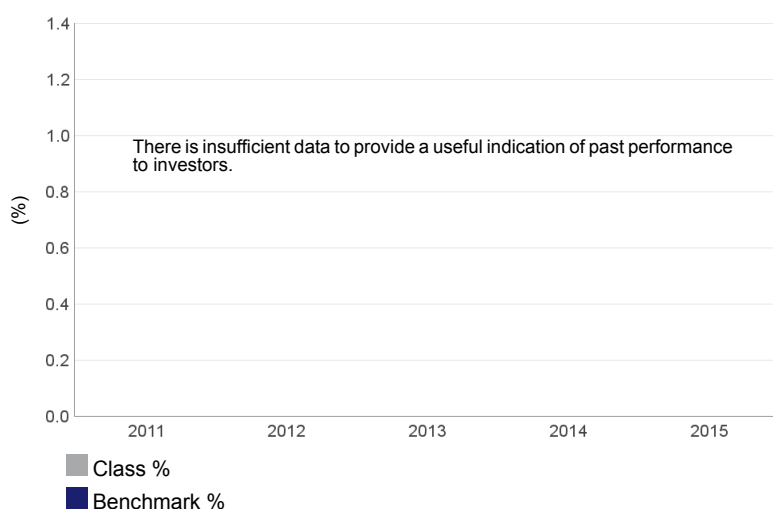 1.4
1.2
1.0
There is insufficient data to provide a useful indication of past performance
to investors.
0.8
(%)
0.6
0.4
0.2
0.0
2011 2012 2013 2014 2015
Class %
Benchmark %